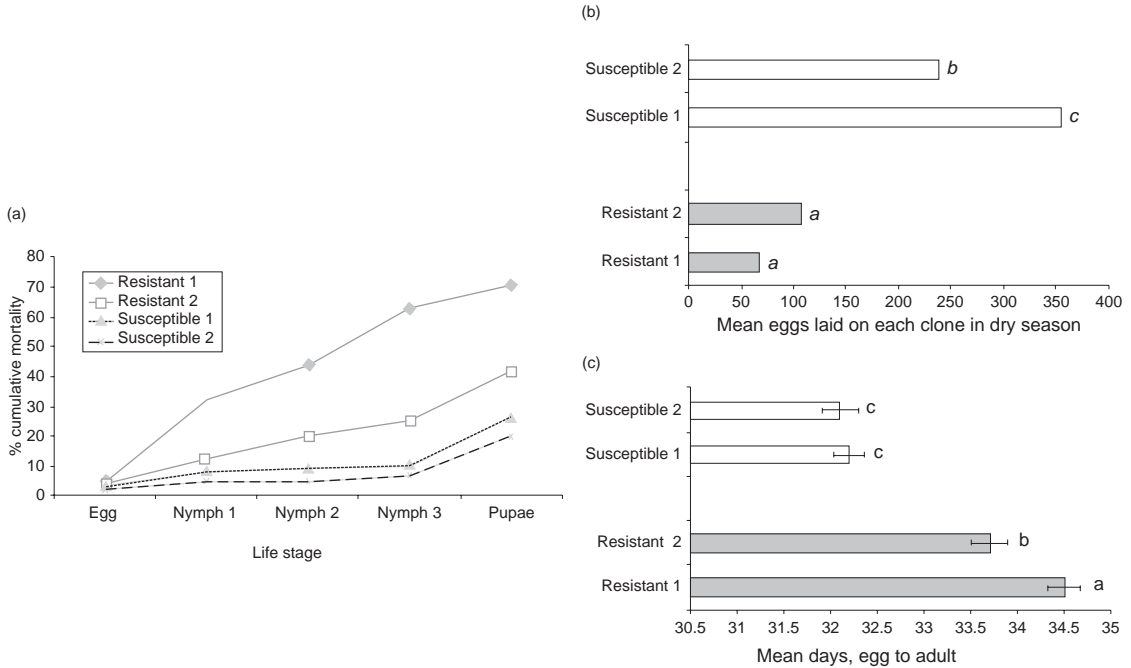 (a)
80
70
60
50
40
30
20
10
0
% cumulative mortality
Resistant 1
Resistant 2
Susceptible 1
Susceptible 2
Egg Nymph 1 Nymph 2 Nymph 3 Pupae
Life stage
(b)
Susceptible 2 b
Susceptible 1 c
Resistant 2 a
Resistant 1 a
0 50 100 150 200 250 300 350 400
Mean eggs laid on each clone in dry season
(c)
Susceptible 2 c
Susceptible 1 c
Resistant 2 b
Resistant 1 a
30.5 31 31.5 32 32.5 33 33.5 34 34.5 35
Mean days, egg to adult